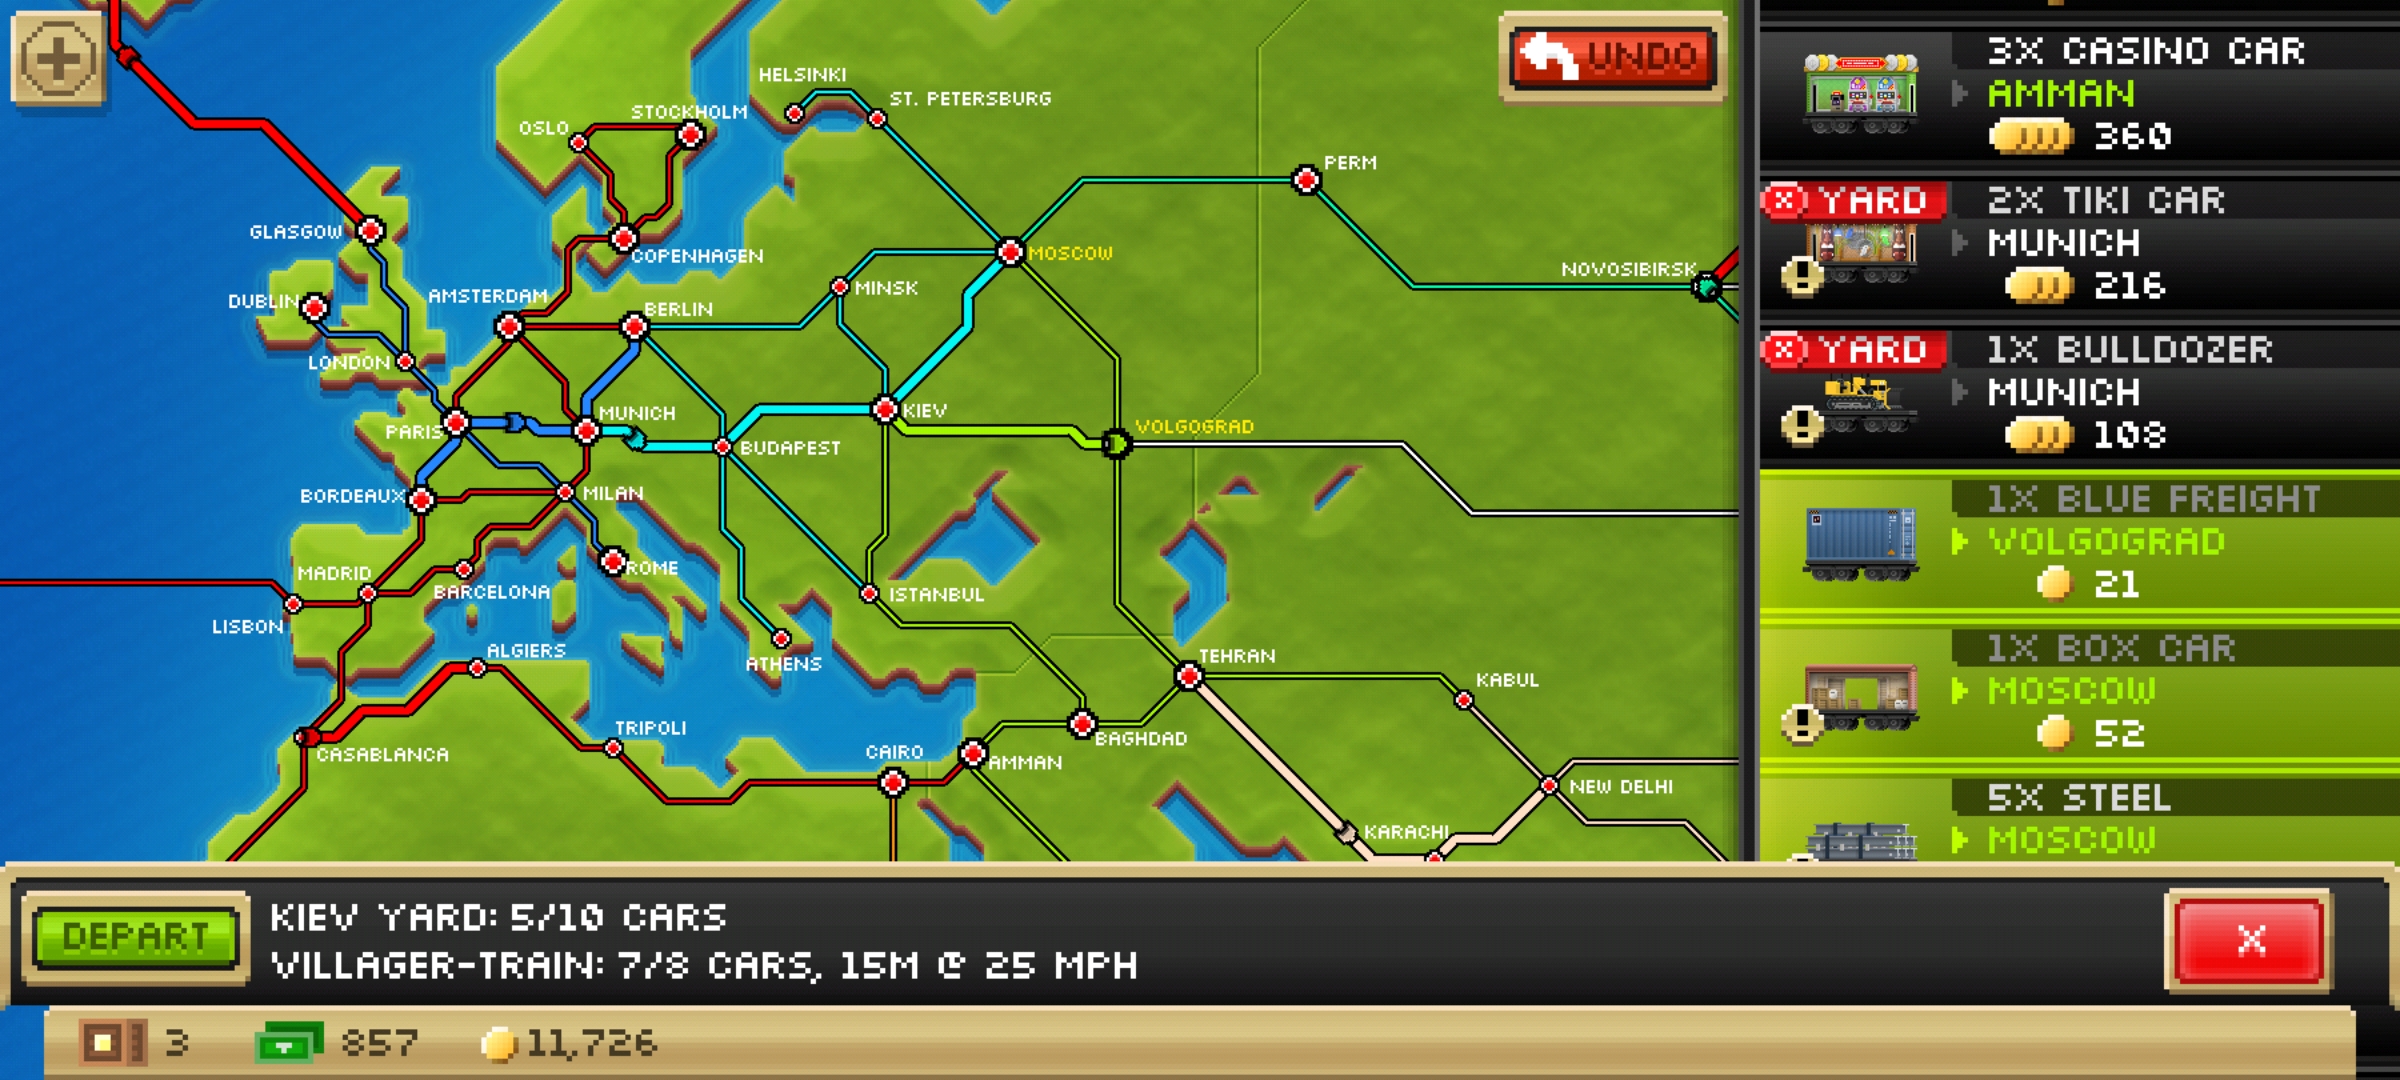 UNDO
HELSINKI
ST. PETERSBURG
STOCKHOLM
OSLO
PERM
GLASGOW
COPENHAGEN
MOSCOW
NOVOSIBIRSK
MINSK
DUBLIN
AMSTERDAM
BERLIN
LONDON
MUNICH
KIEV
PARIS
BUDAPEST
VOLGOGRAD
BORDEAUX
MILAN
MADRID
ROME
BARCELONA
ISTANBUL
LISBON
ALGIERS
ATHENS
TEHRAN
KABUL
TRIPOLI
CASABLANCA
CAIRO
AMMAN
BAGHDAD
NEW DELHI
KARACHI
3X CASINO CAR
AMMAN
360
YARD
2X TIKI CAR
MUNICH
216
YARD
1X BULLDOZER
MUNICH
108
1X BLUE FREIGHT
VOLGOGRAD
21
1X BOX CAR
MOSCOW
52
5X STEEL
MOSCOW
DEPART
KIEV YARD: 5/10 CARS
VILLAGER-TRAIN: 7/8 CARS, 15M @ 25 MPH
X
3
857
11,726